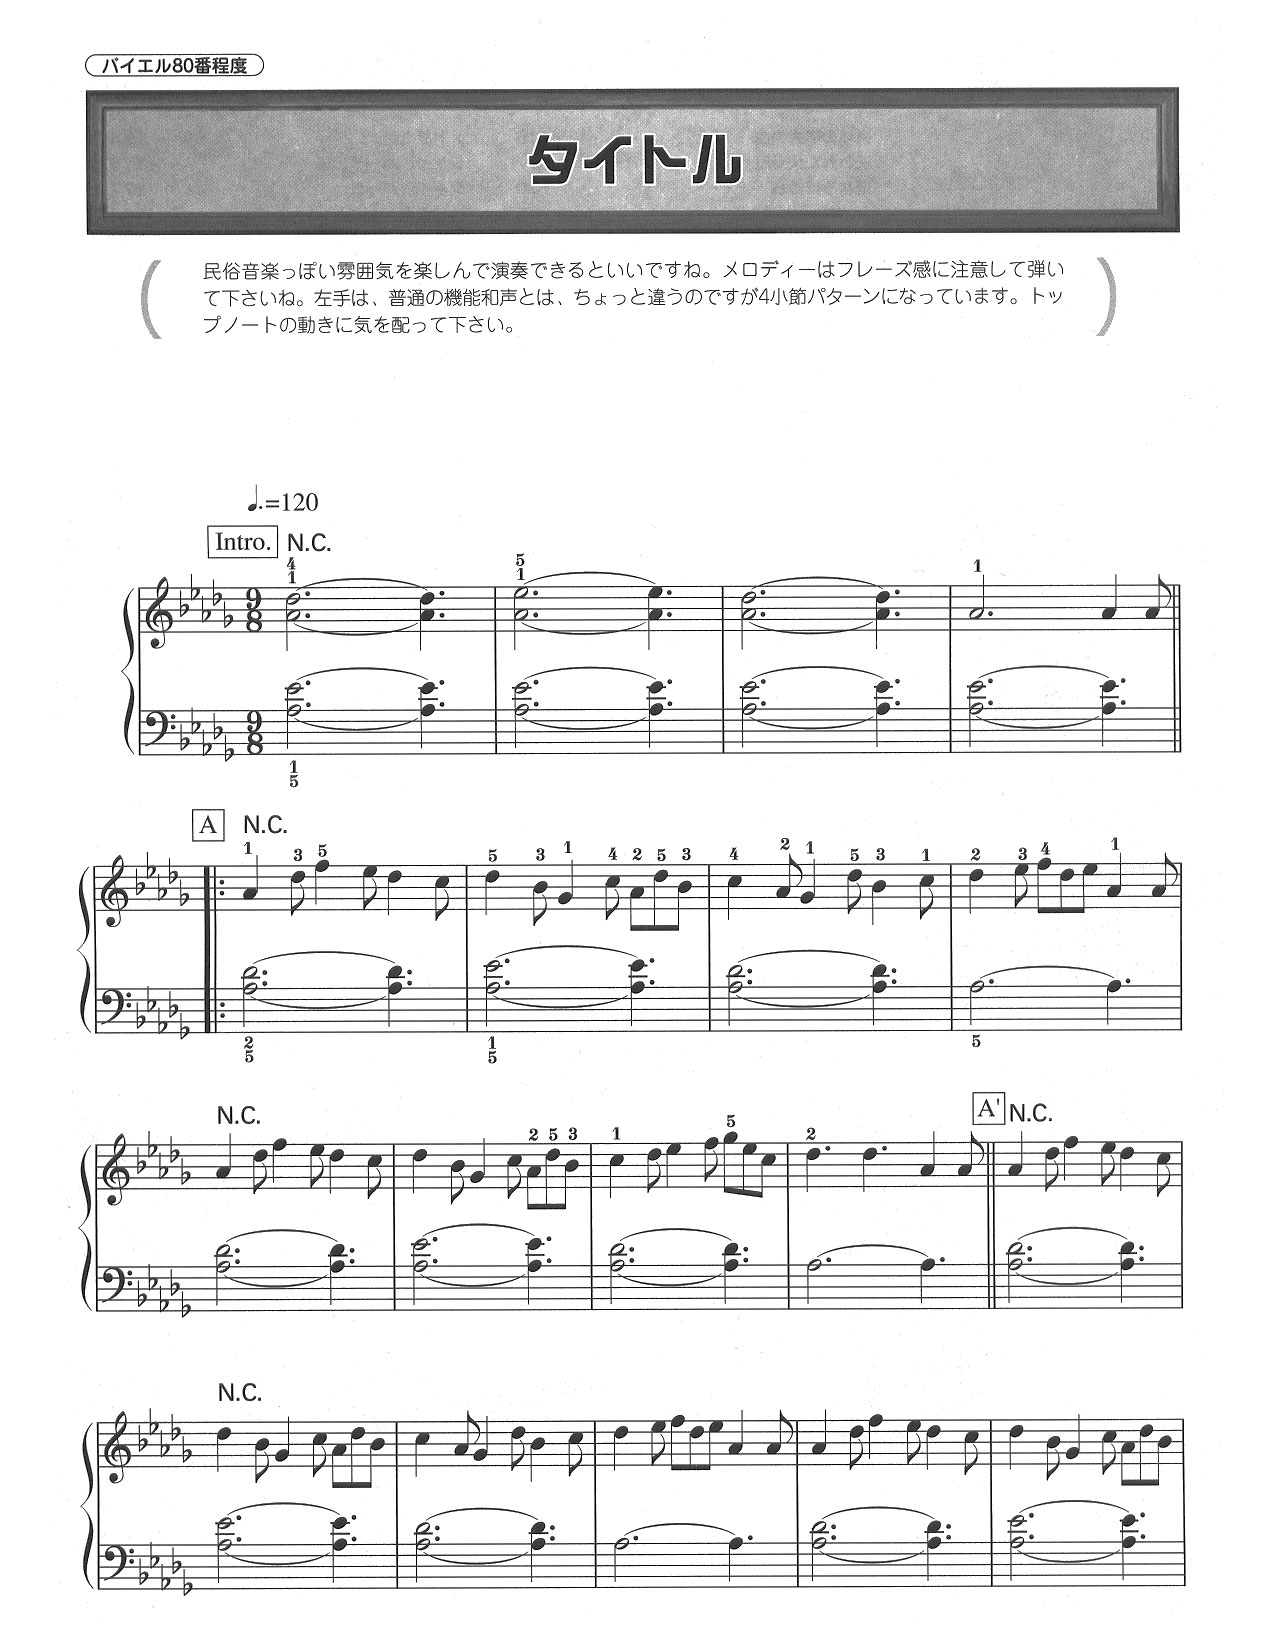 バイエル80番程度
タイトル
民俗音楽っぽい雰囲気を楽しんで演奏できるといいですね。メロディーはフレーズ感に注意して弾い
て下さいね。左手は、普通の機能和声とは、ちょっと違うのですが4小節パターンになっています。トッ
プノートの動きに気を配って下さい。
♩.=120
Intro. N.C.
4 5 1
1 1
9 8
9 8
1
5
A N.C.
1 3 5 5 3 1 4 2 5 3 4 2 1 5 3 1 2 3 4 1
2 1 5
5 5
N.C. A' N.C.
2 5 3 1 5 2
N.C.